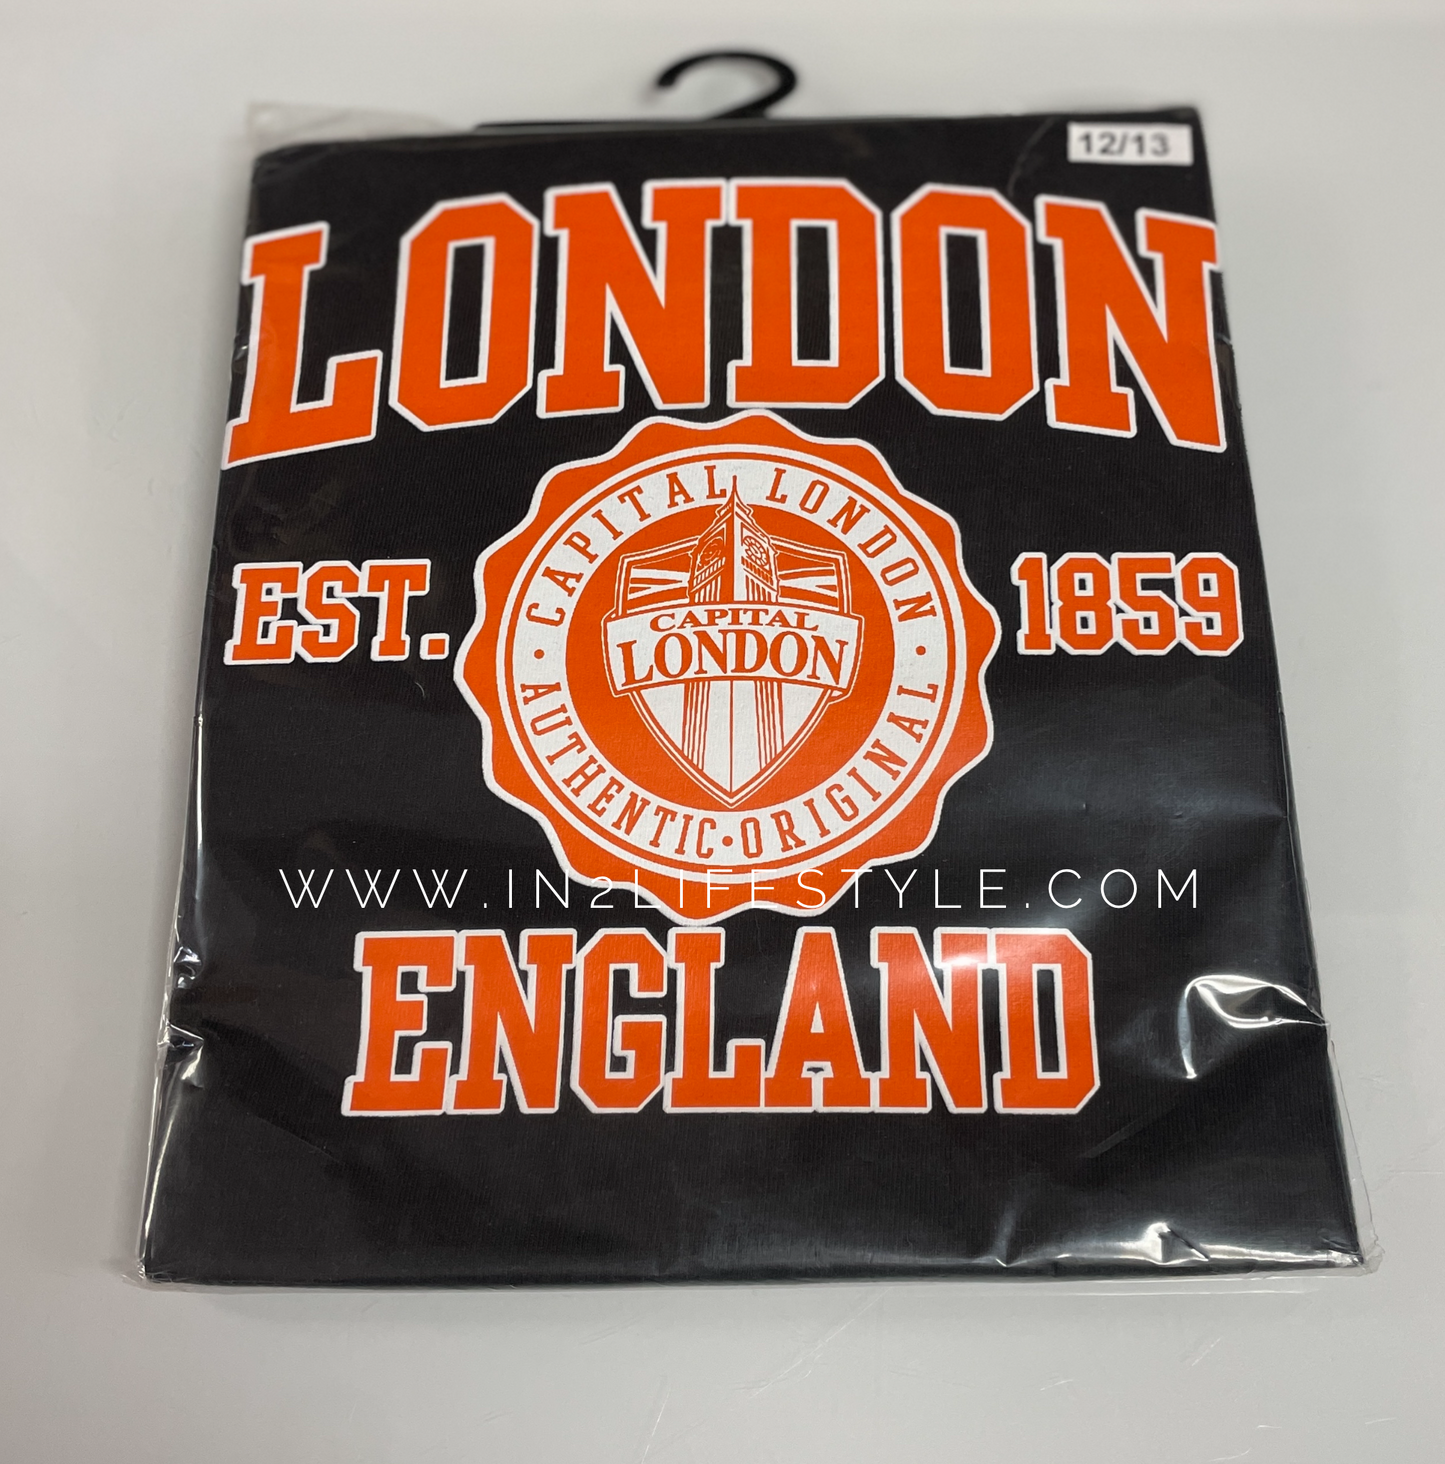 12/13
LONDON
CAPITAL LONDON
EST.
CAPITAL
LONDON
1859
AUTHENTIC • ORIGINAL
WWW.IN2LIFESTYLE.COM
ENGLAND